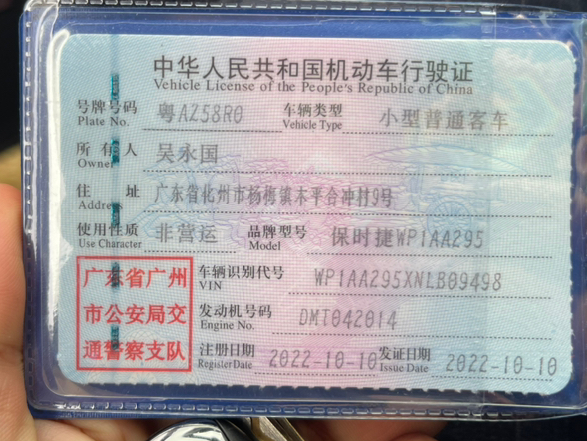 中华人民共和国机动车行驶证
Vehicle License of the People's Republic of China
号牌号码 粤AZ58R0 车辆类型 小型普通客车
Plate No. Vehicle Type
所有人 吴永国
Owner
住址 广东省化州市杨梅镇木平合冲村9号
Address
使用性质 非营运 品牌型号 保时捷WP1AA295
Use Character Model
广东省广州
市公安局交
通警察支队
车辆识别代号 WP1AA295XNLB09498
VIN
发动机号码 DMT042014
Engine No.
注册日期 2022-10-10 发证日期 2022-10-10
Register Date Issue Date